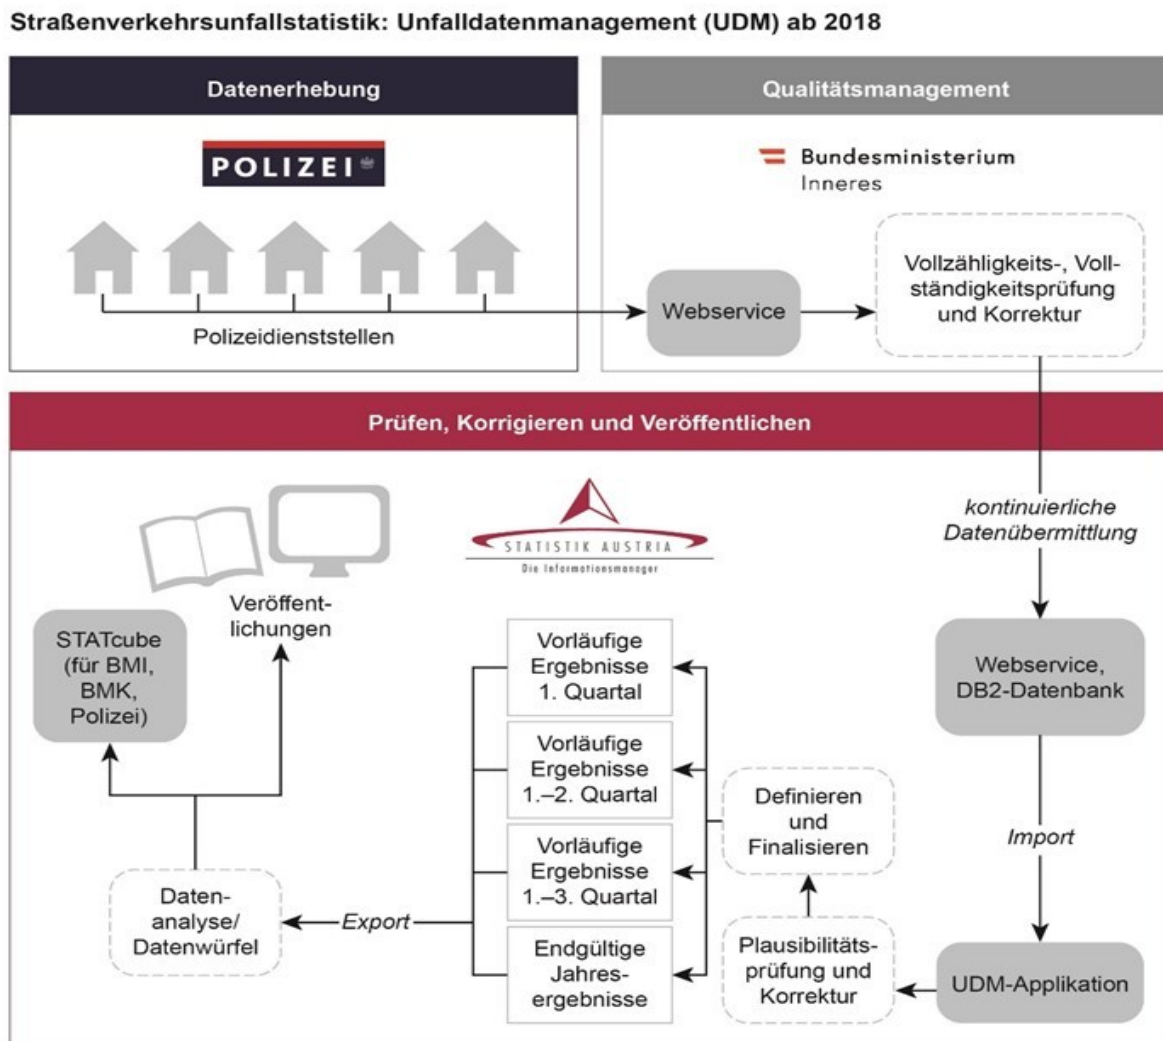 Straßenverkehrsunfallstatistik: Unfalldatenmanagement (UDM) ab 2018
Datenerhebung
POLIZEI
Polizeidienststellen
Qualitätsmanagement
Bundesministerium
Inneres
Webservice
Vollzähligkeits-, Voll-
ständigkeitsprüfung
und Korrektur
Prüfen, Korrigieren und Veröffentlichen
kontinuierliche
Datenübermittlung
STATISTIK AUSTRIA
Die Informationsmanager
Webservice,
DB2-Datenbank
Import
UDM-Applikation
Plausibilitäts-
prüfung und
Korrektur
Definieren
und
Finalisieren
Vorläufige
Ergebnisse
1. Quartal
Vorläufige
Ergebnisse
1.–2. Quartal
Vorläufige
Ergebnisse
1.–3. Quartal
Endgültige
Jahres-
ergebnisse
Export
Daten-
analyse/
Datenwürfel
STATcube
(für BMI,
BMK,
Polizei)
Veröffent-
lichungen